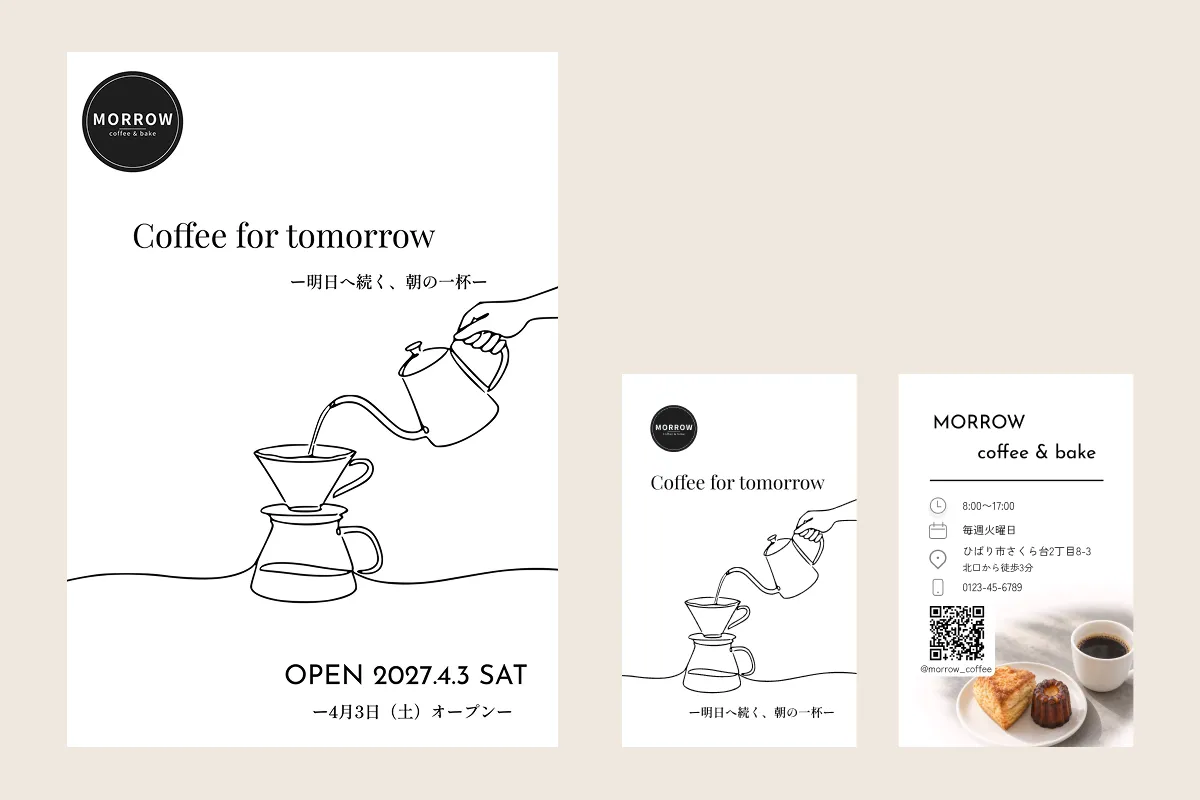 MORROW
coffee & bake
Coffee for tomorrow
ー明日へ続く、朝の一杯ー
OPEN 2027.4.3 SAT
ー4月3日（土）オープンー
MORROW
coffee & bake
Coffee for tomorrow
ー明日へ続く、朝の一杯ー
MORROW
coffee & bake
8:00〜17:00
毎週火曜日
ひばり市さくら台2丁目8-3
北口から徒歩3分
0123-45-6789
@morrow_coffee